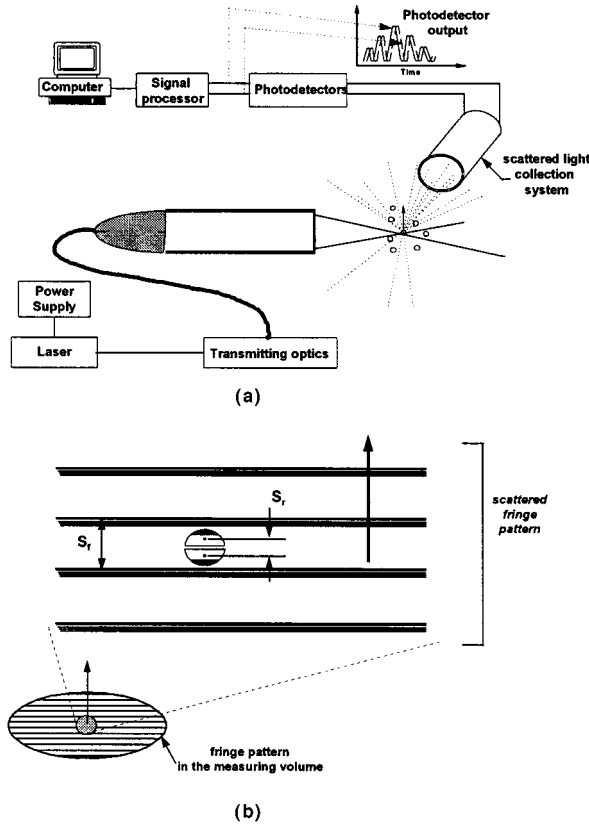 Photodetector
output
Time
Computer
Signal
processor
Photodetectors
scattered light
collection
system
Power
Supply
Laser
Transmitting optics
(a)
Sr
Sf
scattered
fringe
pattern
fringe pattern
in the measuring volume
(b)